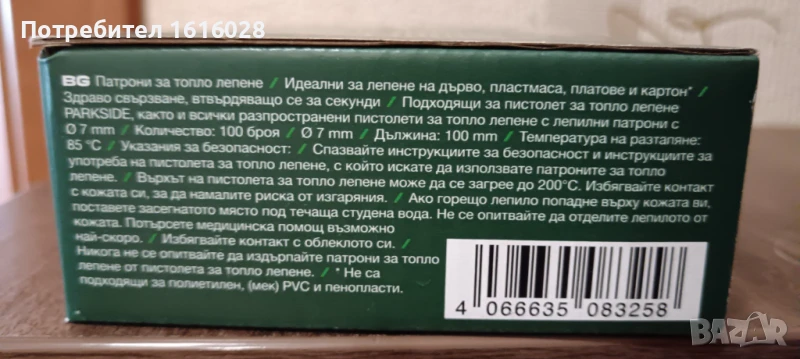 Потребител 1616028
BG Патрони за топло лепене / Идеални за лепене на дърво, пластмаса, платове и картон* /
Здраво свързване, втвърдяващо се за секунди / Подходящи за пистолет за топло лепене
PARKSIDE, както и всички разпространени пистолети за топло лепене с лепилни патрони с
Ø 7 mm / Количество: 100 броя / Ø 7 mm / Дължина: 100 mm / Температура на разтапяне:
85 °C / Указания за безопасност: / Спазвайте инструкциите за безопасност и инструкциите за
употреба на пистолета за топло лепене, с който искате да използвате патроните за топло
лепене. / Върхът на пистолета за топло лепене може да се загрее до 200°C. Избягвайте контакт
с кожата си, за да намалите риска от изгаряния. / Ако горещо лепило попадне върху кожата ви,
поставете засегнатото място под течаща студена вода. Не се опитвайте да отделите лепилото от
кожата. Потърсете медицинска помощ възможно
най-скоро. / Избягвайте контакт с облеклото си. /
Никога не се опитвайте да издърпайте патрони за топло
лепене от пистолета за топло лепене. / * Не са
подходящи за полиетилен, (мек) PVC и пенопласти.
4 066635 083258
BAZAR